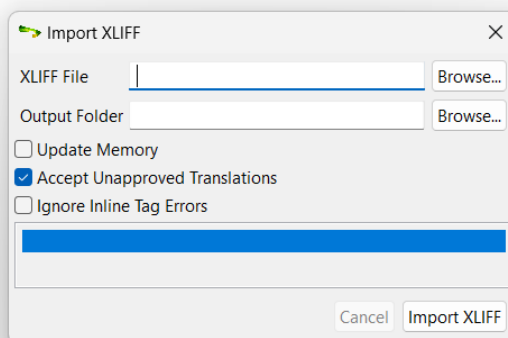 Import XLIFF
XLIFF File Browse...
Output Folder Browse...
Update Memory
Accept Unapproved Translations
Ignore Inline Tag Errors
Cancel Import XLIFF